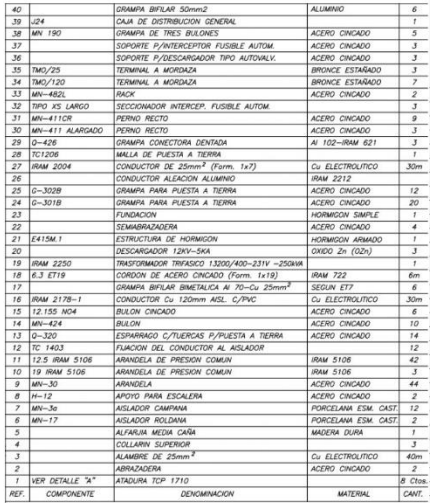 40 GRAMPA BIFILAR 50mm2 ALUMINIO 6
39 J24 CAJA DE DISTRIBUCION GENERAL 1
38 MN 190 GRAMPA DE TRES BULONES ACERO CINCADO 5
37 SOPORTE P/INTERCEPTOR FUSIBLE AUTOM. ACERO CINCADO 3
36 SOPORTE P/DESCARGADOR TIPO AUTOVALV. ACERO CINCADO 3
35 TMO/25 TERMINAL A MORDAZA BRONCE ESTAÑADO 3
34 TMO/120 TERMINAL A MORDAZA BRONCE ESTAÑADO 7
33 MN-482L RACK ACERO CINCADO 2
32 TIPO XS LARGO SECCIONADOR INTERCEP. FUSIBLE AUTOM. 3
31 MN-411CR PERNO RECTO ACERO CINCADO 9
30 MN-411 ALARGADO PERNO RECTO ACERO CINCADO 3
29 Q-426 GRAMPA CONECTORA DENTADA Al 102-IRAM 621 3
28 TC1206 MALLA DE PUESTA A TIERRA 1
27 IRAM 2004 CONDUCTOR DE 25mm² (Form. 1x7) Cu ELECTROLITICO 30m
26 CONDUCTOR ALEACION ALUMINIO IRAM 2212
25 G-302B GRAMPA PARA PUESTA A TIERRA ACERO CINCADO 12
24 G-301B GRAMPA PARA PUESTA A TIERRA ACERO CINCADO 20
23 FUNDACION HORMIGON SIMPLE 1
22 SEMIABRAZADERA ACERO CINCADO 4
21 E415M.1 ESTRUCTURA DE HORMIGON HORMIGON ARMADO 1
20 DESCARGADOR 12KV-5KA OXIDO Zn (OZn) 3
19 IRAM 2250 TRASFORMADOR TRIFASICO 13200/400-231V -250kVA 1
18 6.3 ET19 CORDON DE ACERO CINCADO (Form. 1x19) IRAM 722 6m
17 GRAMPA BIFILAR BIMETALICA Al 70-Cu 25mm² SEGUN ET7 6
16 IRAM 2178-1 CONDUCTOR Cu 120mm AISL. C/PVC Cu ELECTROLITICO 30m
15 12.155 NO4 BULON CINCADO ACERO CINCADO 6
14 MN-424 BULON ACERO CINCADO 10
13 Q-320 ESPARRAGO C/TUERCAS P/PUESTA A TIERRA ACERO CINCADO 14
12 TC 1403 FIJACION DEL CONDUCTOR AL AISLADOR 12
11 12.5 IRAM 5106 ARANDELA DE PRESION COMUN IRAM 5106 42
10 19 IRAM 5106 ARANDELA DE PRESION COMUN IRAM 5106 3
9 MN-30 ARANDELA ACERO CINCADO 44
8 H-12 APOYO PARA ESCALERA ACERO CINCADO 2
7 MN-3a AISLADOR CAMPANA PORCELANA ESM. CAST. 12
6 MN-17 AISLADOR ROLDANA PORCELANA ESM. CAST. 2
5 ALFARJIA MEDIA CAÑA MADERA DURA 1
4 COLLARIN SUPERIOR 3
3 ALAMBRE DE 25mm² Cu ELECTROLITICO 40m
2 ABRAZADERA ACERO CINCADO 2
1 VER DETALLE "A" ATADURA TCP 1710 8 Ctos.
REF. COMPONENTE DENOMINACION MATERIAL CANT.